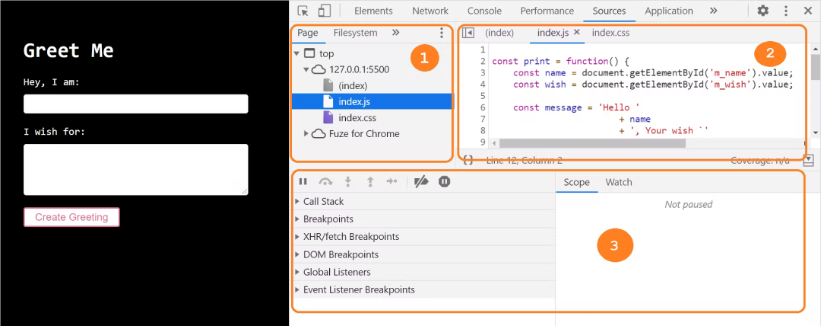 Greet Me
Hey, I am:
I wish for:
Create Greeting
Elements Network Console Performance Sources Application »
Page Filesystem »
top
127.0.0.1:5500
(index)
index.js
index.css
Fuze for Chrome
1
(index) index.js × index.css
2
1
2 const print = function() {
3 const name = document.getElementById('m_name').value;
4 const wish = document.getElementById('m_wish').value;
5
6 const message = 'Hello '
7 + name
8 + ', Your wish `'
9
{ } Line 12, Column 2 Coverage: n/a
Call Stack
Breakpoints
XHR/fetch Breakpoints
DOM Breakpoints
Global Listeners
Event Listener Breakpoints
Scope Watch
Not paused
3